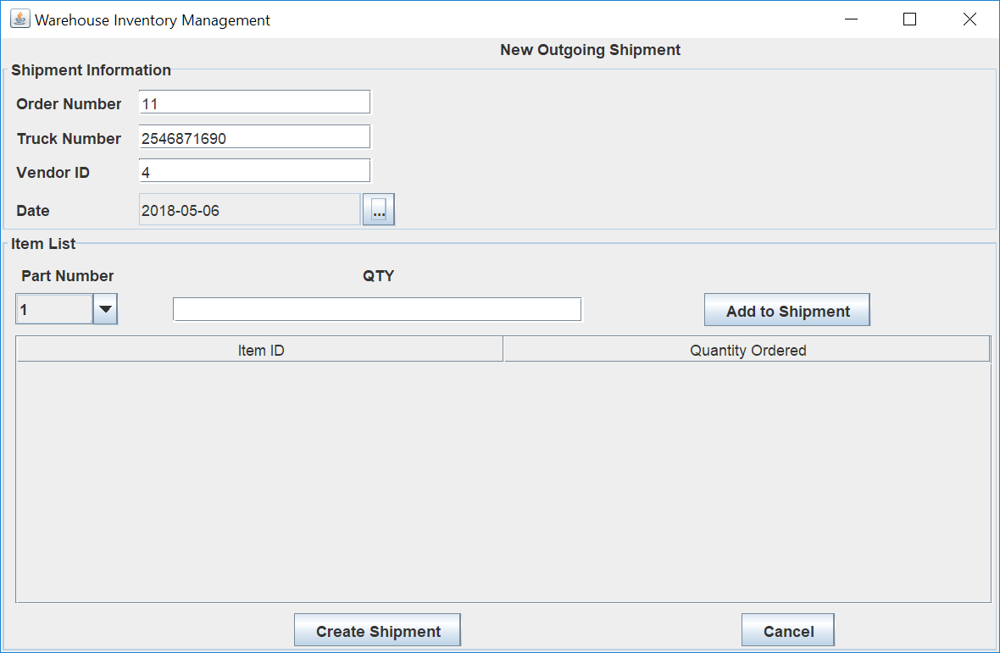 Warehouse Inventory Management
New Outgoing Shipment
Shipment Information
Order Number 11
Truck Number 2546871690
Vendor ID 4
Date 2018-05-06 ...
Item List
Part Number QTY
1 Add to Shipment
Item ID Quantity Ordered
Create Shipment Cancel